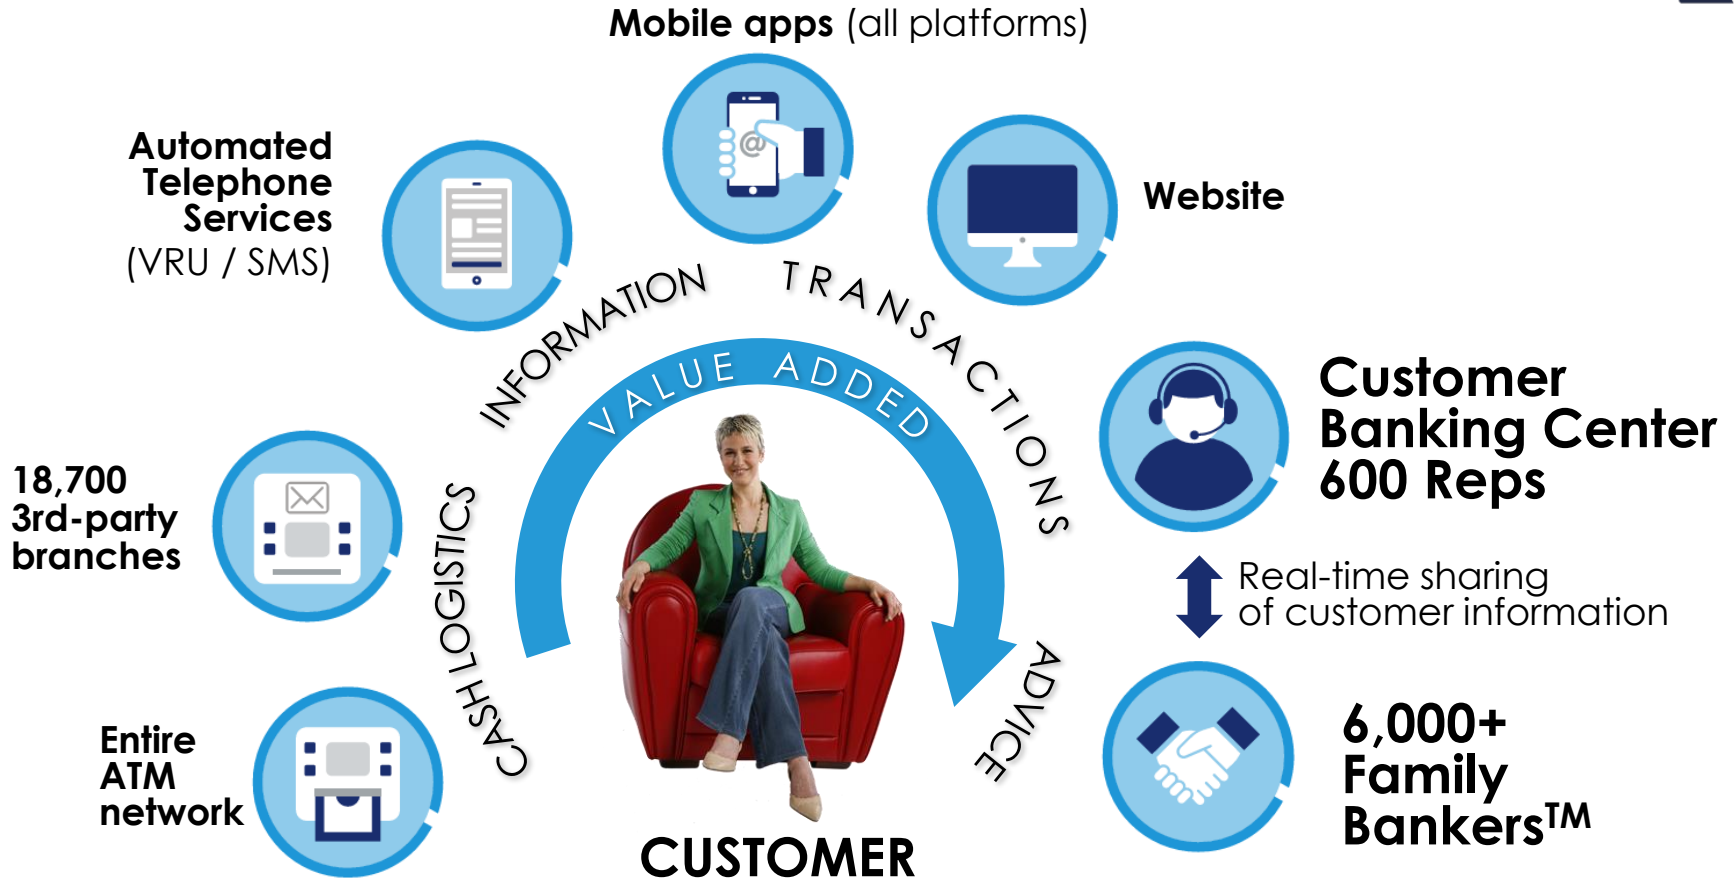 Mobile apps (all platforms)
Automated
Telephone
Services
(VRU / SMS)
@
Website
INFORMATION
TRANSACTIONS
VALUE ADDED
Customer
Banking Center
600 Reps
18,700
3rd-party
branches
CASH LOGISTICS
Real-time sharing
of customer information
ADVICE
Entire
ATM
network
6,000+
Family
Bankers™
CUSTOMER